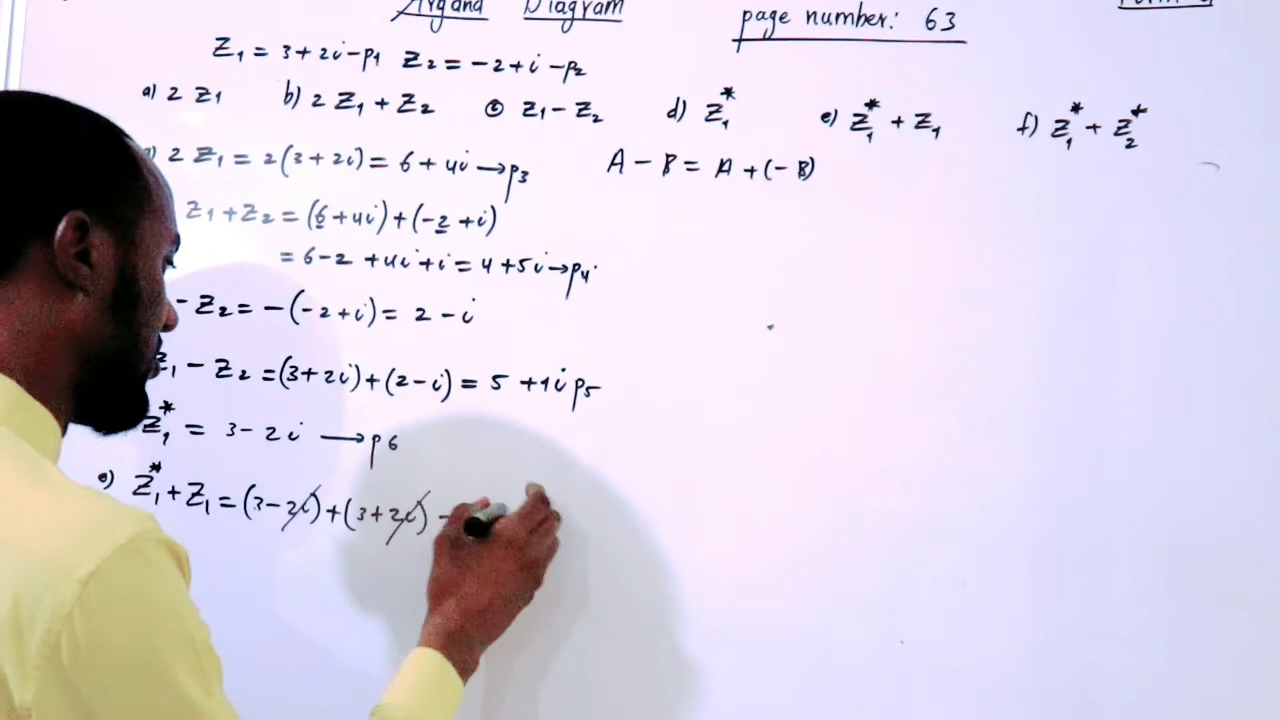 Argand Diagram
page number: 63
Z1 = 3+2i-p1 Z2 = -2+i-p2
a) 2 Z1 b) 2 Z1 + Z2 c Z1 - Z2 d) Z1* e) Z1* + Z1 f) Z1* + Z2*
) 2 Z1 = 2(3+2i) = 6+4i → p3 A - B = A + (-B)
Z1 + Z2 = (6+4i)+(-2+i)
= 6-2 +4i+i = 4+5i → p4
- Z2 = -(-2+i) = 2-i
Z1 - Z2 = (3+2i)+(2-i) = 5 +1i p5
Z1* = 3-2i → p6
e) Z1* + Z1 = (3-2i)+(3+2i)